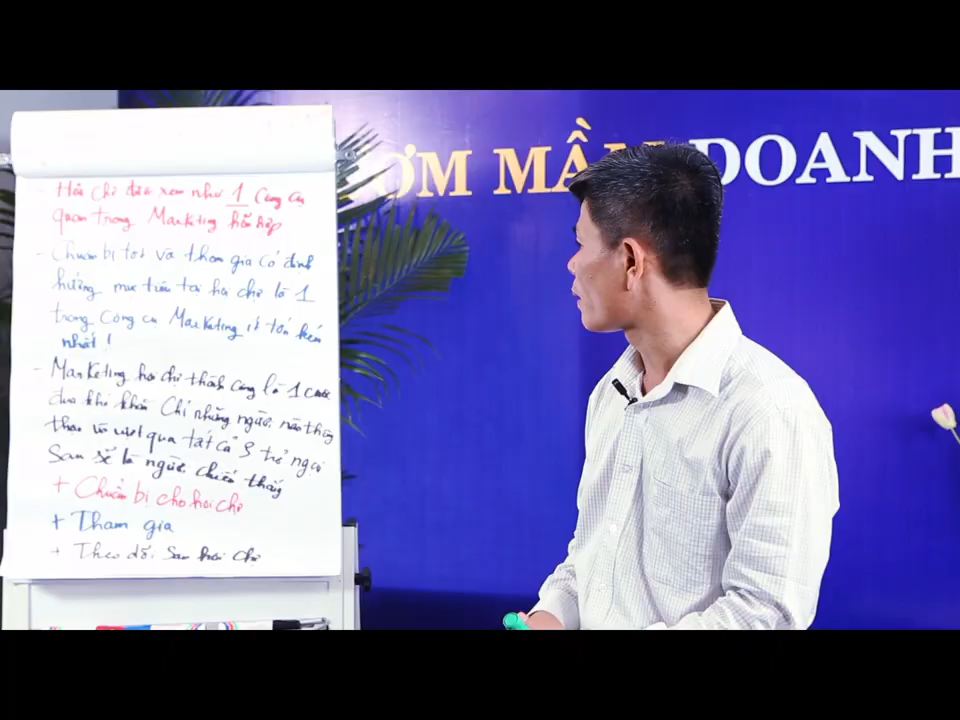 ƠM MẦM DOANH
- Hội chợ được xem như 1 công cụ
quan trọng Marketing hỗn hợp
- Chuẩn bị tốt và tham gia có định
hướng mục tiêu tại hội chợ là 1
trong công cụ Marketing ít tốn kém
nhất!
- Marketing hội chợ thành công là 1 cuộc
đua khó khăn Chỉ những người nào thông
thạo và vượt qua tất cả 3 trở ngại
Sau sẽ là người chiến thắng
+ Chuẩn bị cho hội chợ
+ Tham gia
+ Theo dõi sau hội chợ